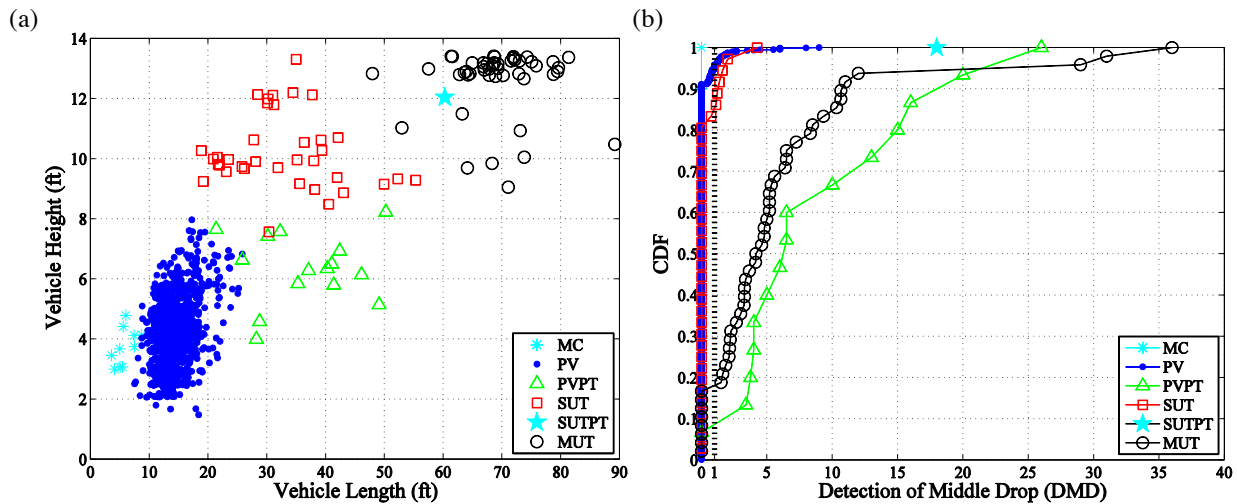 (a)
Vehicle Height (ft)
14
12
10
8
6
4
2
0
0 10 20 30 40 50 60 70 80 90
Vehicle Length (ft)
MC
PV
PVPT
SUT
SUTPT
MUT
(b)
CDF
1
0.9
0.8
0.7
0.6
0.5
0.4
0.3
0.2
0.1
0
0 1 5 10 15 20 25 30 35 40
Detection of Middle Drop (DMD)
MC
PV
PVPT
SUT
SUTPT
MUT